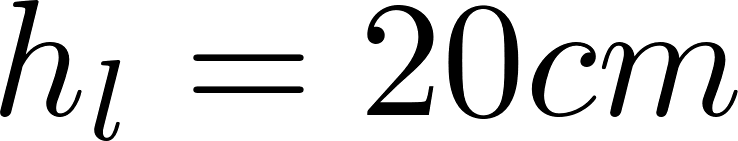 h_l = 20cm